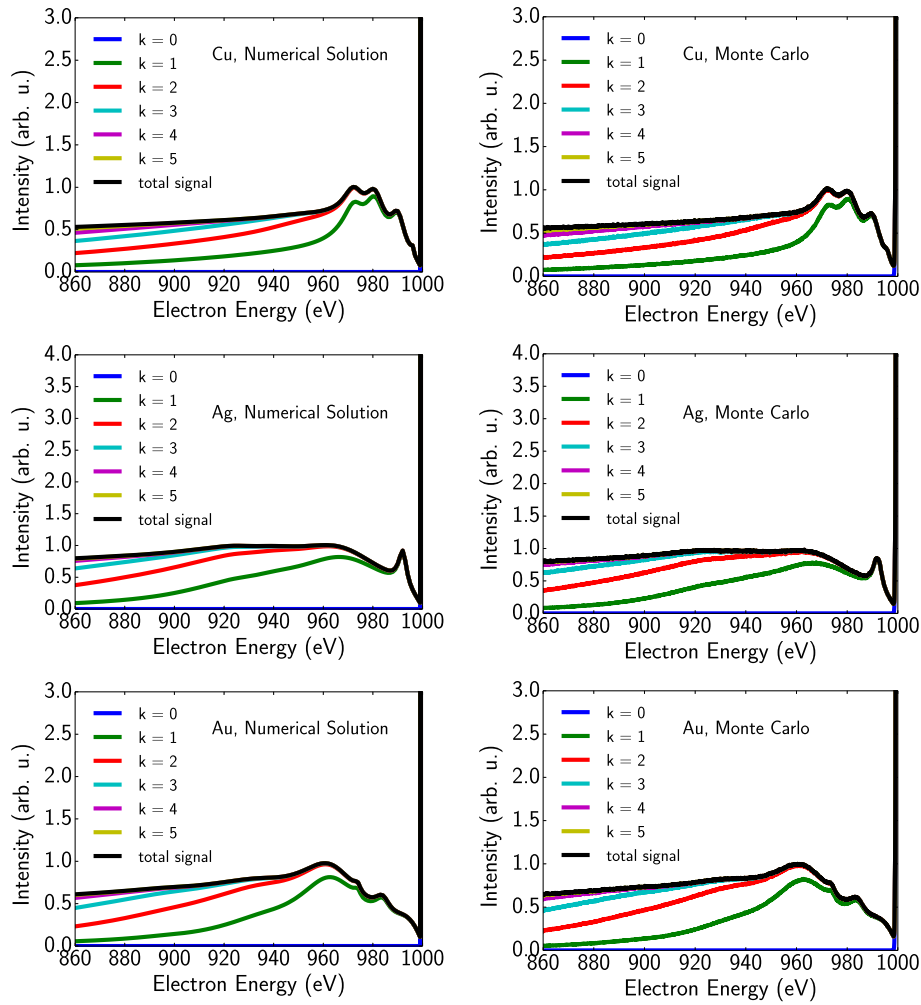 3.0
2.5
2.0
1.5
1.0
0.5
0.0
Intensity (arb. u.)
k = 0
k = 1
k = 2
k = 3
k = 4
k = 5
total signal
Cu, Numerical Solution
860 880 900 920 940 960 980 1000
Electron Energy (eV)
3.0
2.5
2.0
1.5
1.0
0.5
0.0
Intensity (arb. u.)
k = 0
k = 1
k = 2
k = 3
k = 4
k = 5
total signal
Cu, Monte Carlo
860 880 900 920 940 960 980 1000
Electron Energy (eV)
4.0
3.5
3.0
2.5
2.0
1.5
1.0
0.5
0.0
Intensity (arb. u.)
k = 0
k = 1
k = 2
k = 3
k = 4
k = 5
total signal
Ag, Numerical Solution
860 880 900 920 940 960 980 1000
Electron Energy (eV)
4.0
3.5
3.0
2.5
2.0
1.5
1.0
0.5
0.0
Intensity (arb. u.)
k = 0
k = 1
k = 2
k = 3
k = 4
k = 5
total signal
Ag, Monte Carlo
860 880 900 920 940 960 980 1000
Electron Energy (eV)
3.0
2.5
2.0
1.5
1.0
0.5
0.0
Intensity (arb. u.)
k = 0
k = 1
k = 2
k = 3
k = 4
k = 5
total signal
Au, Numerical Solution
860 880 900 920 940 960 980 1000
Electron Energy (eV)
3.0
2.5
2.0
1.5
1.0
0.5
0.0
Intensity (arb. u.)
k = 0
k = 1
k = 2
k = 3
k = 4
k = 5
total signal
Au, Monte Carlo
860 880 900 920 940 960 980 1000
Electron Energy (eV)